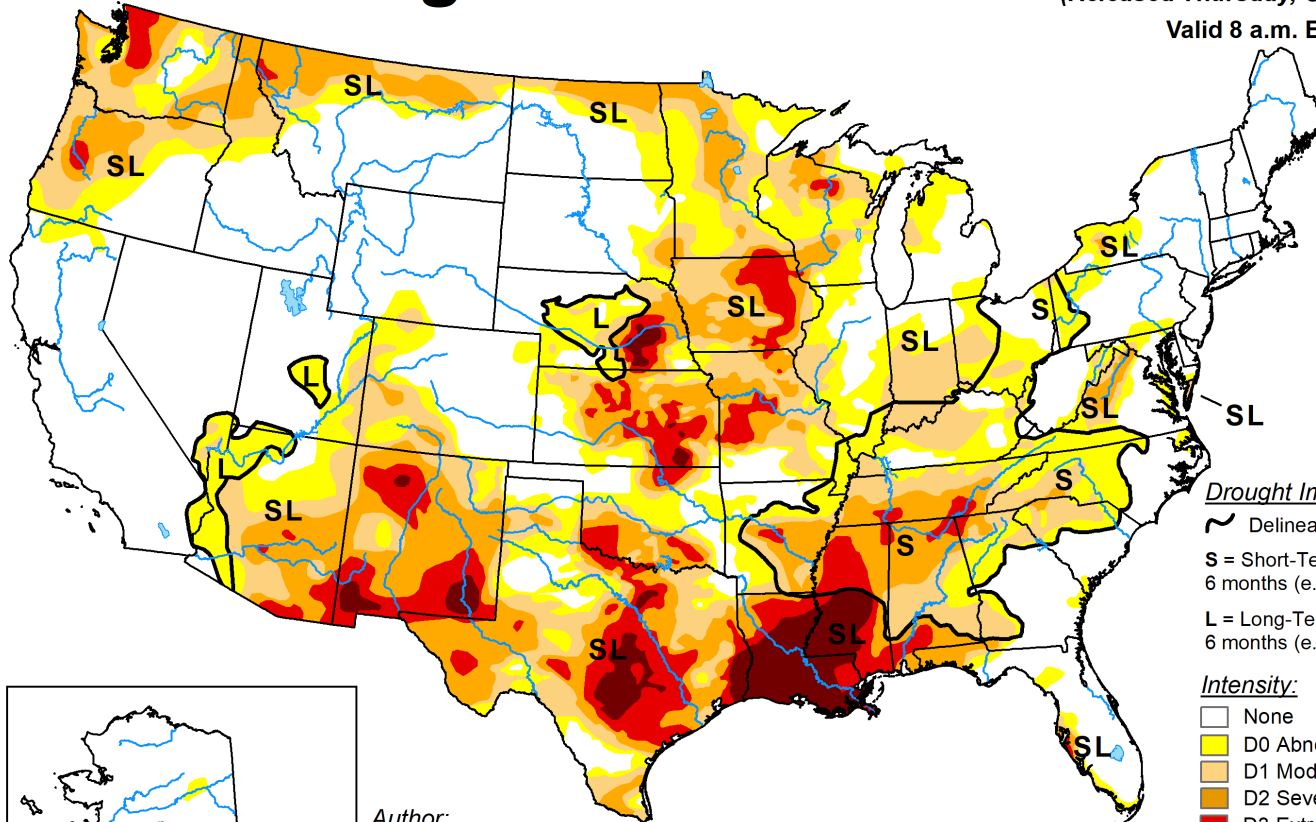 Valid 8 a.m. E
SL
SL
SL
L
SL
SL
S
SL
L
SL
SL
L
S
SL
S
SL
SL
SL
Drought In
Delinea
S = Short-Te
6 months (e.
L = Long-Te
6 months (e.
Intensity:
None
D0 Abn
D1 Mod
D2 Seve
Author: